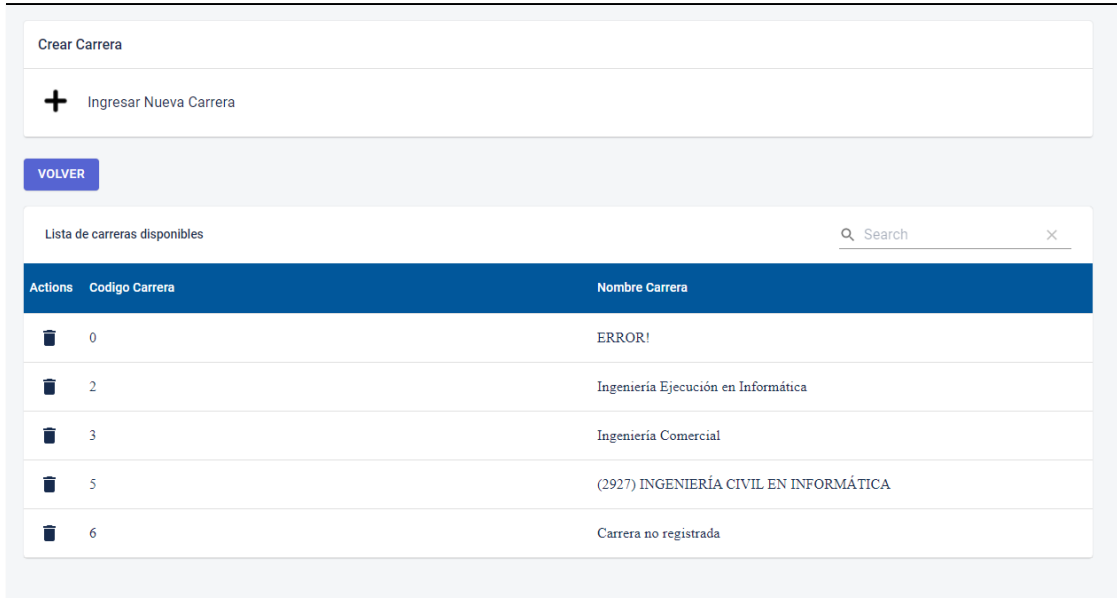 Crear Carrera
Ingresar Nueva Carrera
VOLVER
Lista de carreras disponibles Search
Actions Codigo Carrera Nombre Carrera
0 ERROR!
2 Ingeniería Ejecución en Informática
3 Ingeniería Comercial
5 (2927) INGENIERÍA CIVIL EN INFORMÁTICA
6 Carrera no registrada